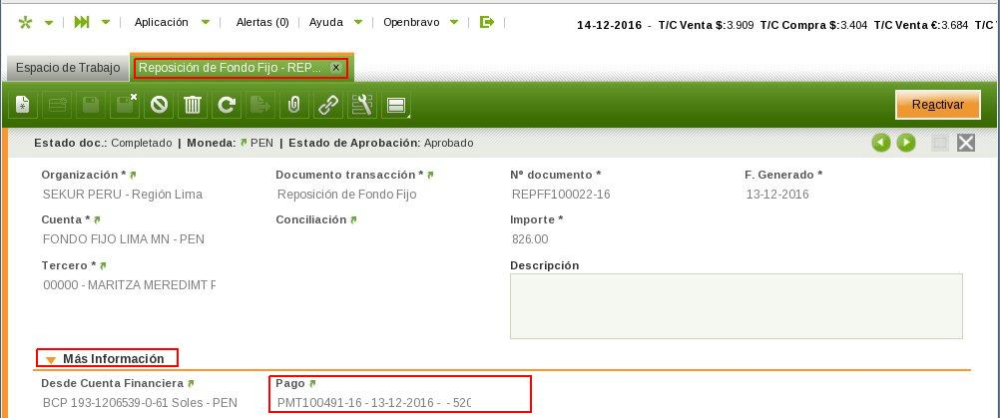 Aplicación Alertas (0) Ayuda Openbravo 14-12-2016 - T/C Venta $:3.909 T/C Compra $:3.404 T/C Venta €:3.684 T/C
Espacio de Trabajo Reposición de Fondo Fijo - REP...
Reactivar
Estado doc.: Completado | Moneda: PEN | Estado de Aprobación: Aprobado
Organización * Documento transacción * Nº documento * F. Generado *
SEKUR PERU - Región Lima Reposición de Fondo Fijo REPFF100022-16 13-12-2016
Cuenta * Conciliación Importe *
FONDO FIJO LIMA MN - PEN 826.00
Tercero * Descripción
00000 - MARITZA MEREDIMT
Más Información
Desde Cuenta Financiera Pago
BCP 193-1206539-0-61 Soles - PEN PMT100491-16 - 13-12-2016 - - 520